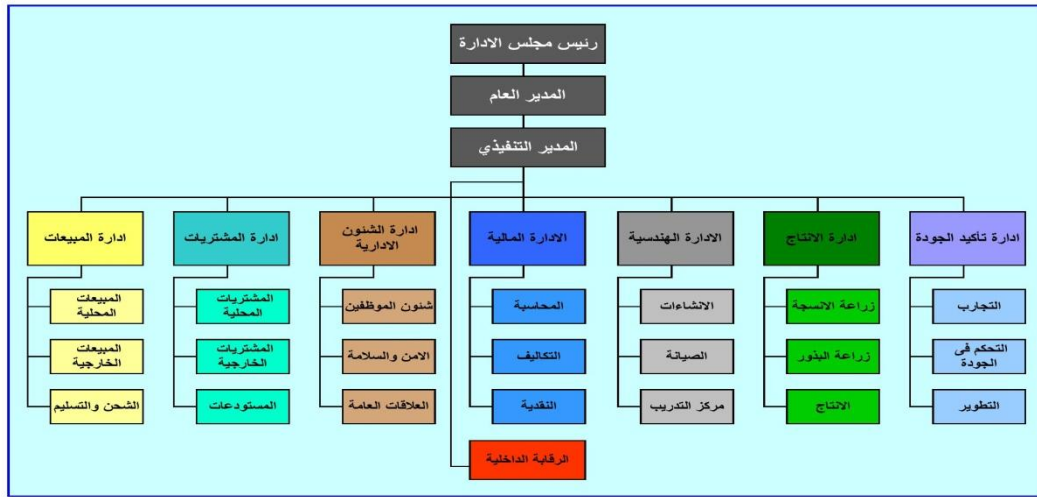 رئيس مجلس الادارة
المدير العام
المدير التنفيذي
ادارة تأكيد الجودة
ادارة الانتاج
الادارة الهندسية
الادارة المالية
ادارة الشئون
الادارية
ادارة المشتريات
ادارة المبيعات
التجارب
زراعة الانسجة
الانشاءات
المحاسبة
شئون الموظفين
المشتريات
المحلية
المبيعات
المحلية
التحكم فى
الجودة
زراعة البذور
الصيانة
التكاليف
الامن والسلامة
المشتريات
الخارجية
المبيعات
الخارجية
التطوير
الانتاج
مركز التدريب
النقدية
العلاقات العامة
المستودعات
الشحن والتسليم
الرقابة الداخلية